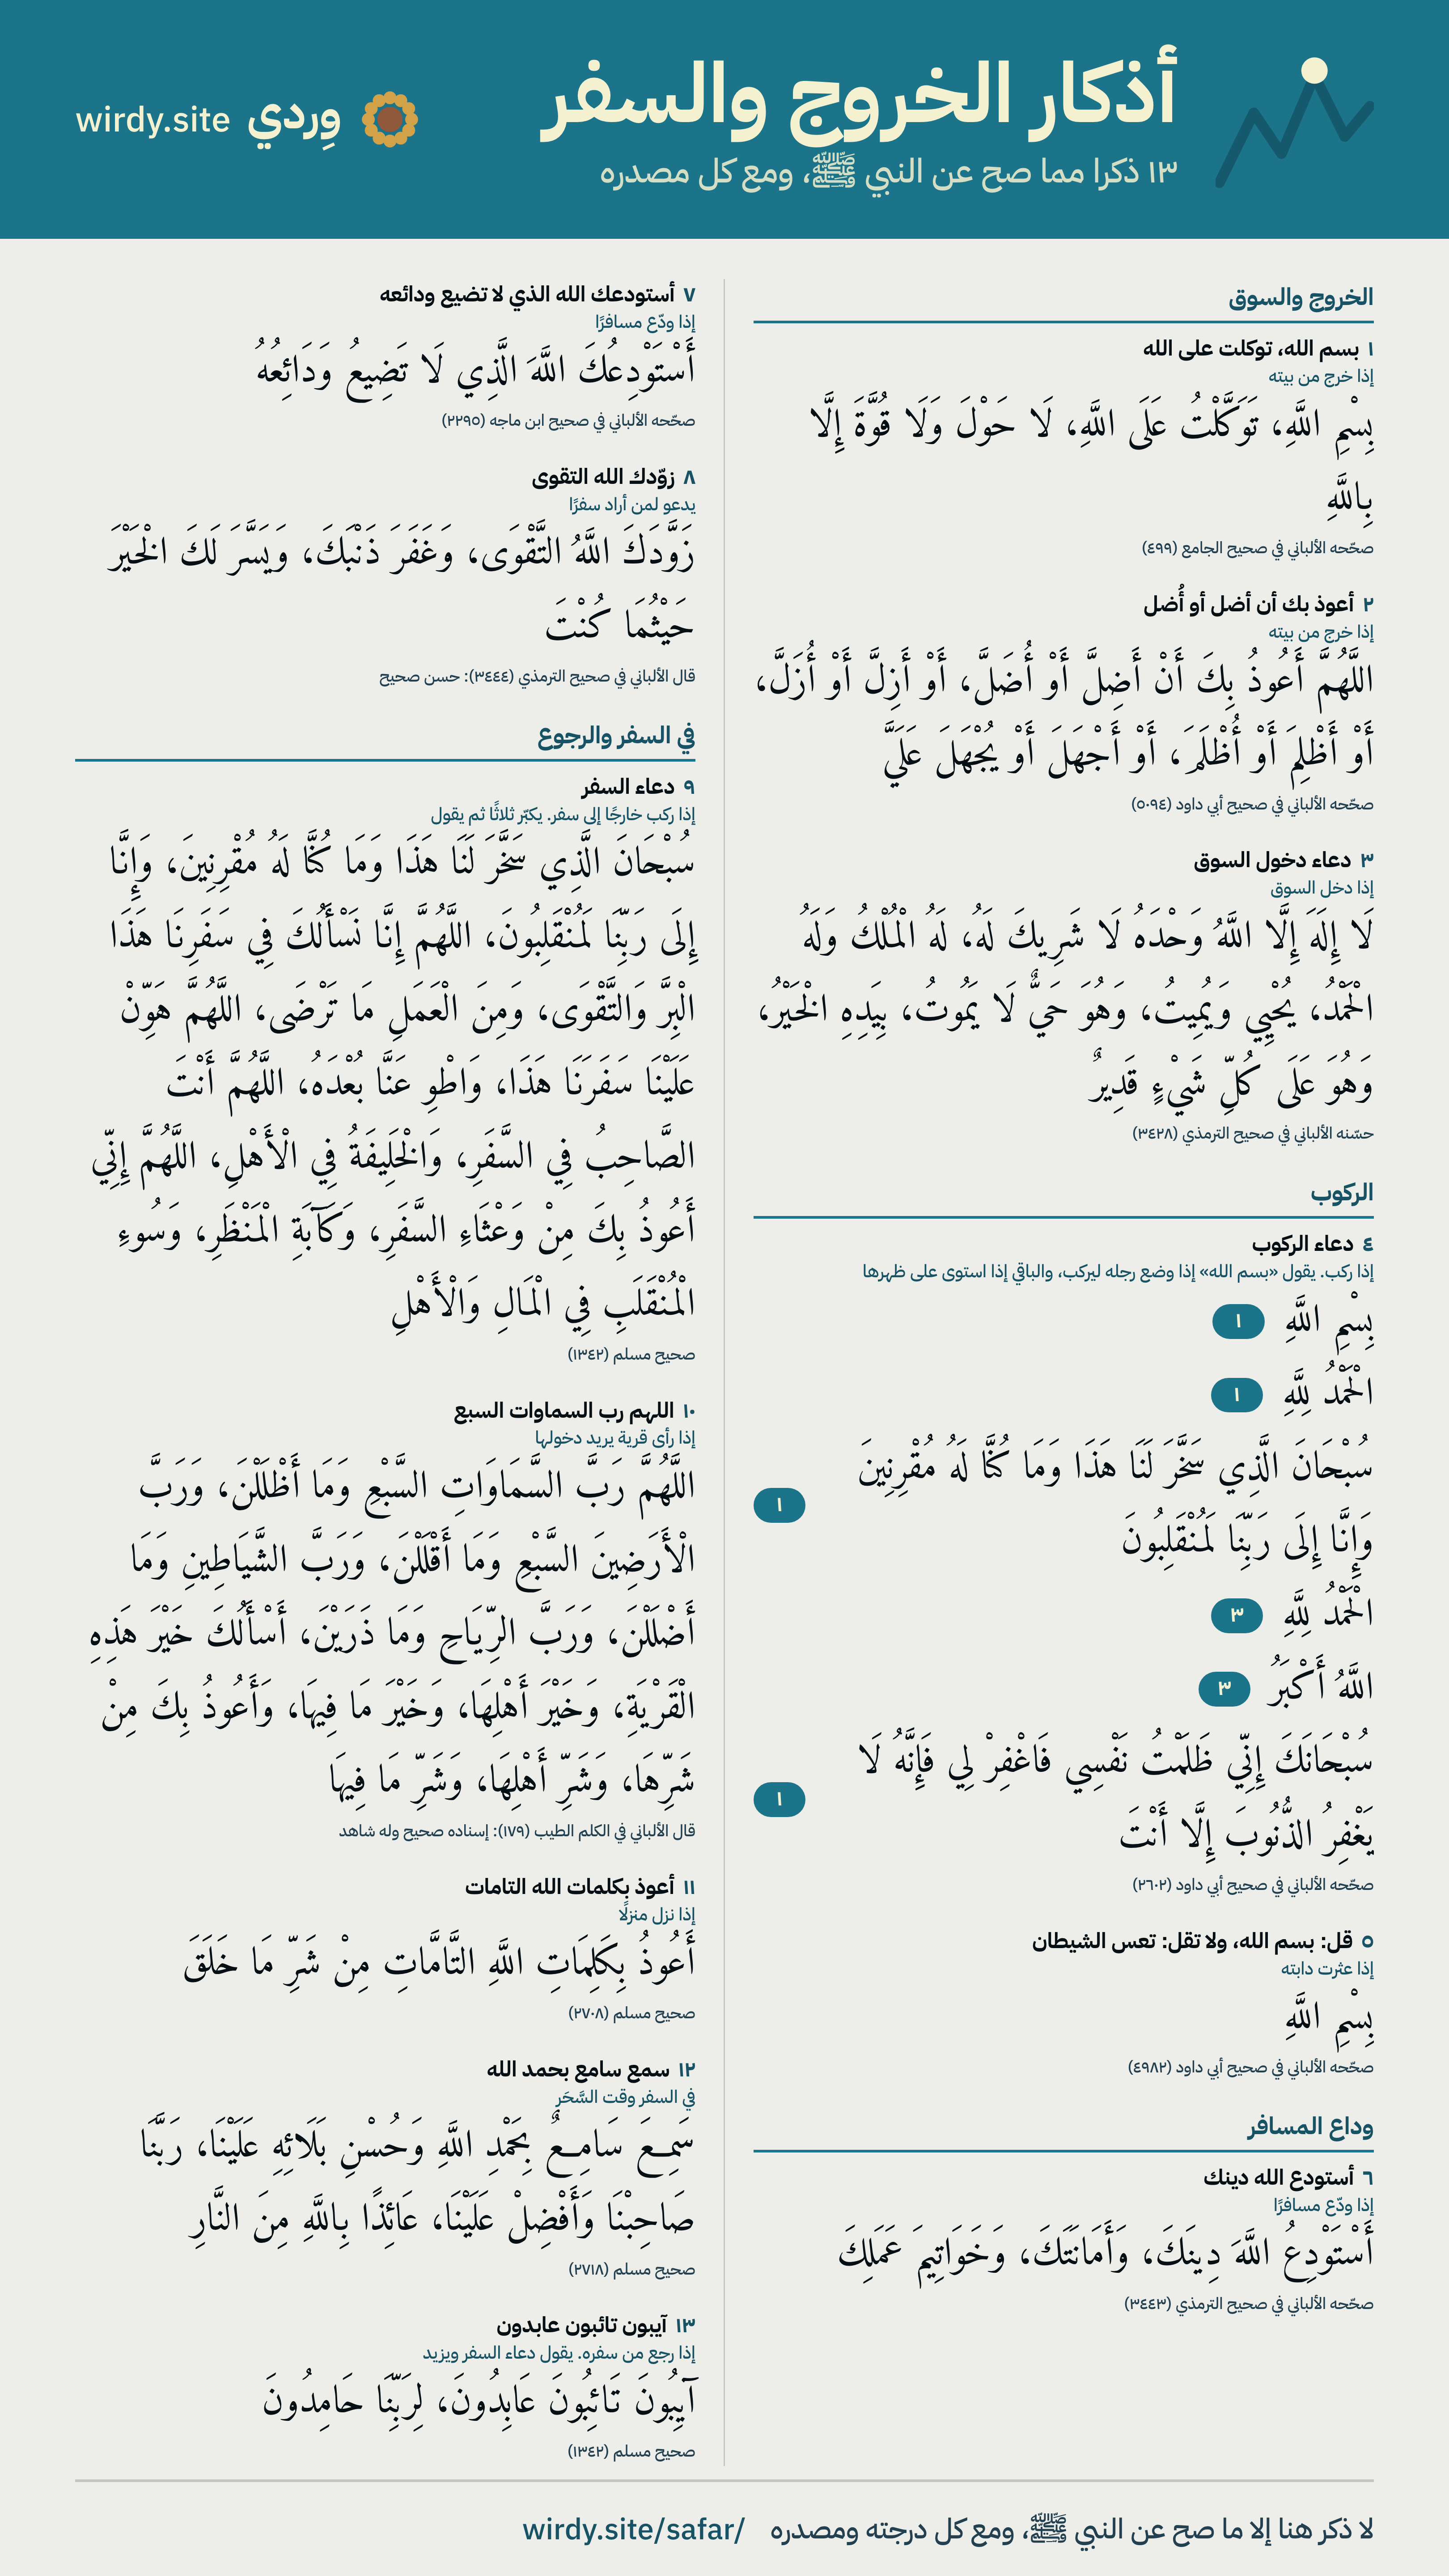 أذكار الخروج والسفر
١٣ ذكرا مما صح عن النبي ﷺ، ومع كل مصدره
وِردي wirdy.site
الخروج والسوق
١ بسم الله، توكلت على الله
إذا خرج من بيته
بِسْمِ اللَّهِ، تَوَكَّلْتُ عَلَى اللَّهِ، لَا حَوْلَ وَلَا قُوَّةَ إِلَّا
بِاللَّهِ
صحّحه الألباني في صحيح الجامع (٤٩٩)
٢ أعوذ بك أن أضل أو أُضل
إذا خرج من بيته
اللَّهُمَّ أَعُوذُ بِكَ أَنْ أَضِلَّ أَوْ أُضَلَّ، أَوْ أَزِلَّ أَوْ أُزَلَّ،
أَوْ أَظْلِمَ أَوْ أُظْلَمَ، أَوْ أَجْهَلَ أَوْ يُجْهَلَ عَلَيَّ
صحّحه الألباني في صحيح أبي داود (٥٠٩٤)
٣ دعاء دخول السوق
إذا دخل السوق
لَا إِلَهَ إِلَّا اللَّهُ وَحْدَهُ لَا شَرِيكَ لَهُ، لَهُ الْمُلْكُ وَلَهُ
الْحَمْدُ، يُحْيِي وَيُمِيتُ، وَهُوَ حَيٌّ لَا يَمُوتُ، بِيَدِهِ الْخَيْرُ،
وَهُوَ عَلَى كُلِّ شَيْءٍ قَدِيرٌ
حسّنه الألباني في صحيح الترمذي (٣٤٢٨)
الركوب
٤ دعاء الركوب
إذا ركب. يقول «بسم الله» إذا وضع رجله ليركب، والباقي إذا استوى على ظهرها
بِسْمِ اللَّهِ ١
الْحَمْدُ لِلَّهِ ١
سُبْحَانَ الَّذِي سَخَّرَ لَنَا هَذَا وَمَا كُنَّا لَهُ مُقْرِنِينَ
١
وَإِنَّا إِلَى رَبِّنَا لَمُنْقَلِبُونَ
الْحَمْدُ لِلَّهِ ٣
اللَّهُ أَكْبَرُ ٣
سُبْحَانَكَ إِنِّي ظَلَمْتُ نَفْسِي فَاغْفِرْ لِي فَإِنَّهُ لَا
١
يَغْفِرُ الذُّنُوبَ إِلَّا أَنْتَ
صحّحه الألباني في صحيح أبي داود (٢٦٠٢)
٥ قل: بسم الله، ولا تقل: تعس الشيطان
إذا عثرت دابته
بِسْمِ اللَّهِ
صحّحه الألباني في صحيح أبي داود (٤٩٨٢)
وداع المسافر
٦ أستودع الله دينك
إذا ودّع مسافرًا
أَسْتَوْدِعُ اللَّهَ دِينَكَ، وَأَمَانَتَكَ، وَخَوَاتِيمَ عَمَلِكَ
صحّحه الألباني في صحيح الترمذي (٣٤٤٣)
٧ أستودعك الله الذي لا تضيع ودائعه
إذا ودّع مسافرًا
أَسْتَوْدِعُكَ اللَّهَ الَّذِي لَا تَضِيعُ وَدَائِعُهُ
صحّحه الألباني في صحيح ابن ماجه (٢٢٩٥)
٨ زوّدك الله التقوى
يدعو لمن أراد سفرًا
زَوَّدَكَ اللَّهُ التَّقْوَى، وَغَفَرَ ذَنْبَكَ، وَيَسَّرَ لَكَ الْخَيْرَ
حَيْثُمَا كُنْتَ
قال الألباني في صحيح الترمذي (٣٤٤٤): حسن صحيح
في السفر والرجوع
٩ دعاء السفر
إذا ركب خارجًا إلى سفر. يكبّر ثلاثًا ثم يقول
سُبْحَانَ الَّذِي سَخَّرَ لَنَا هَذَا وَمَا كُنَّا لَهُ مُقْرِنِينَ، وَإِنَّا
إِلَى رَبِّنَا لَمُنْقَلِبُونَ، اللَّهُمَّ إِنَّا نَسْأَلُكَ فِي سَفَرِنَا هَذَا
الْبِرَّ وَالتَّقْوَى، وَمِنَ الْعَمَلِ مَا تَرْضَى، اللَّهُمَّ هَوِّنْ
عَلَيْنَا سَفَرَنَا هَذَا، وَاطْوِ عَنَّا بُعْدَهُ، اللَّهُمَّ أَنْتَ
الصَّاحِبُ فِي السَّفَرِ، وَالْخَلِيفَةُ فِي الْأَهْلِ، اللَّهُمَّ إِنِّي
أَعُوذُ بِكَ مِنْ وَعْثَاءِ السَّفَرِ، وَكَآبَةِ الْمَنْظَرِ، وَسُوءِ
الْمُنْقَلَبِ فِي الْمَالِ وَالْأَهْلِ
صحيح مسلم (١٣٤٢)
١٠ اللهم رب السماوات السبع
إذا رأى قرية يريد دخولها
اللَّهُمَّ رَبَّ السَّمَاوَاتِ السَّبْعِ وَمَا أَظْلَلْنَ، وَرَبَّ
الْأَرَضِينَ السَّبْعِ وَمَا أَقْلَلْنَ، وَرَبَّ الشَّيَاطِينِ وَمَا
أَضْلَلْنَ، وَرَبَّ الرِّيَاحِ وَمَا ذَرَيْنَ، أَسْأَلُكَ خَيْرَ هَذِهِ
الْقَرْيَةِ، وَخَيْرَ أَهْلِهَا، وَخَيْرَ مَا فِيهَا، وَأَعُوذُ بِكَ مِنْ
شَرِّهَا، وَشَرِّ أَهْلِهَا، وَشَرِّ مَا فِيهَا
قال الألباني في الكلم الطيب (١٧٩): إسناده صحيح وله شاهد
١١ أعوذ بكلمات الله التامات
إذا نزل منزلًا
أَعُوذُ بِكَلِمَاتِ اللَّهِ التَّامَّاتِ مِنْ شَرِّ مَا خَلَقَ
صحيح مسلم (٢٧٠٨)
١٢ سمع سامع بحمد الله
في السفر وقت السَّحَر
سَمِعَ سَامِعٌ بِحَمْدِ اللَّهِ وَحُسْنِ بَلَائِهِ عَلَيْنَا، رَبَّنَا
صَاحِبْنَا وَأَفْضِلْ عَلَيْنَا، عَائِذًا بِاللَّهِ مِنَ النَّارِ
صحيح مسلم (٢٧١٨)
١٣ آيبون تائبون عابدون
إذا رجع من سفره. يقول دعاء السفر ويزيد
آيِبُونَ تَائِبُونَ عَابِدُونَ، لِرَبِّنَا حَامِدُونَ
صحيح مسلم (١٣٤٢)
لا ذكر هنا إلا ما صح عن النبي ﷺ، ومع كل درجته ومصدره wirdy.site/safar/